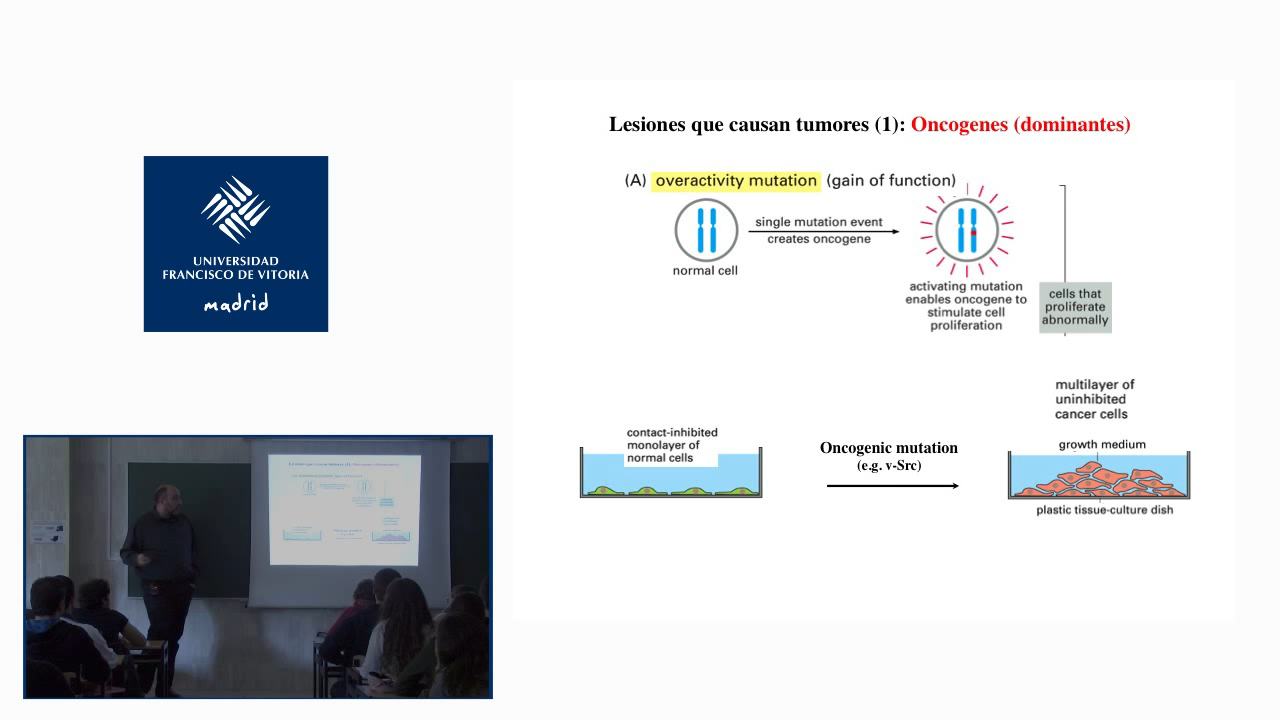 Lesiones que causan tumores (1): Oncogenes (dominantes)
(A) overactivity mutation (gain of function)
single mutation event
creates oncogene
normal cell
activating mutation
enables oncogene to
stimulate cell
proliferation
cells that
proliferate
abnormally
UNIVERSIDAD
FRANCISCO DE VITORIA
madrid
multilayer of
uninhibited
cancer cells
contact-inhibited
monolayer of
normal cells
Oncogenic mutation
(e.g. v-Src)
growth medium
plastic tissue-culture dish